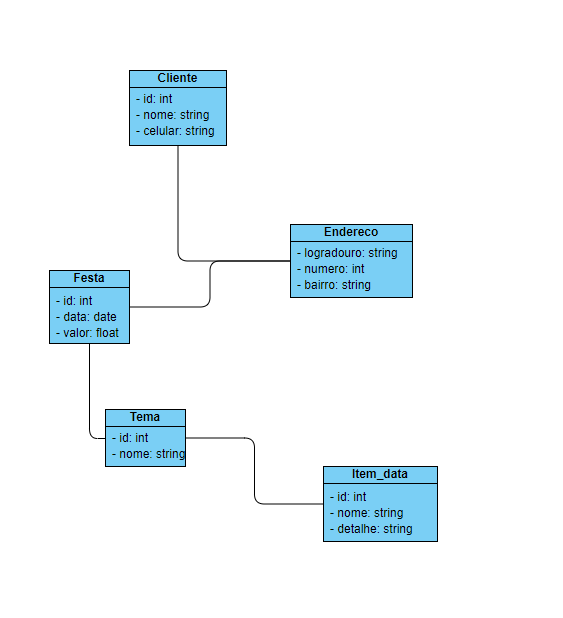 Cliente
- id: int
- nome: string
- celular: string
Endereco
- logradouro: string
- numero: int
- bairro: string
Festa
- id: int
- data: date
- valor: float
Tema
- id: int
- nome: string
Item_data
- id: int
- nome: string
- detalhe: string